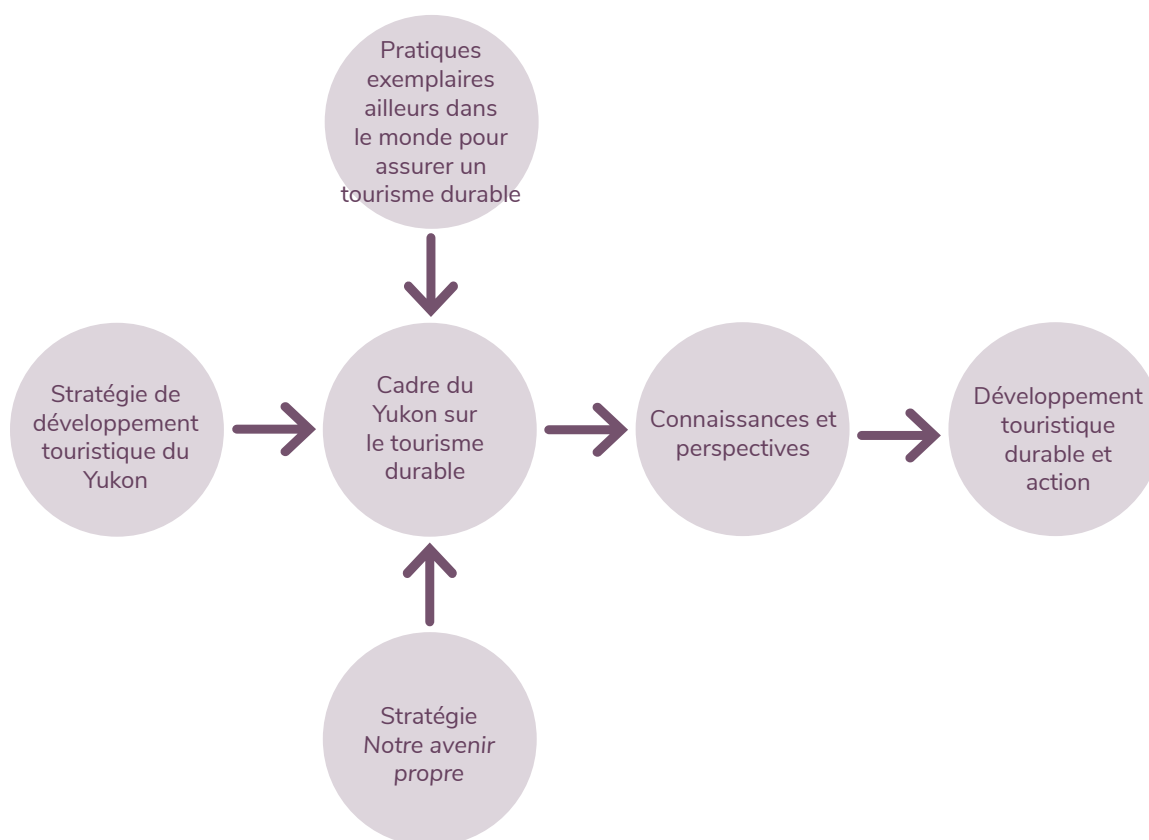 Pratiques
exemplaires
ailleurs dans
le monde pour
assurer un
tourisme durable
Stratégie de
développement
touristique du
Yukon
Cadre du
Yukon sur
le tourisme
durable
Connaissances et
perspectives
Développement
touristique
durable et
action
Stratégie
Notre avenir
propre